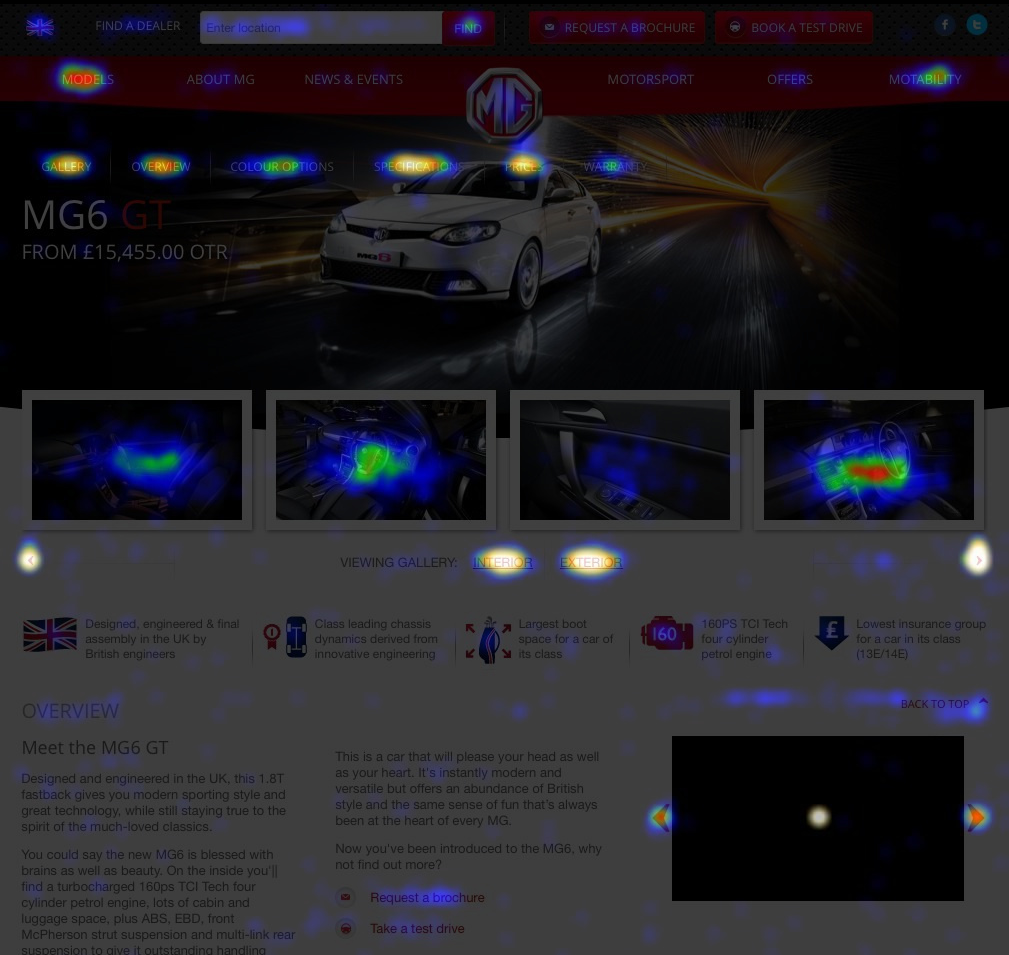 FIND A DEALER
Enter location
FIND
REQUEST A BROCHURE
BOOK A TEST DRIVE
MODELS
ABOUT MG
NEWS & EVENTS
MG
MOTORSPORT
OFFERS
MOTABILITY
GALLERY
OVERVIEW
COLOUR OPTIONS
SPECIFICATIONS
PRICES
WARRANTY
MG6 GT
FROM £15,455.00 OTR
VIEWING GALLERY: INTERIOR EXTERIOR
Designed, engineered & final
assembly in the UK by
British engineers
Class leading chassis
dynamics derived from
innovative engineering
Largest boot
space for a car of
its class
160
160PS TCI Tech
four cylinder
petrol engine
£
Lowest insurance group
for a car in its class
(13E/14E)
OVERVIEW
BACK TO TOP
Meet the MG6 GT
Designed and engineered in the UK, this 1.8T
fastback gives you modern sporting style and
great technology, while still staying true to the
spirit of the much-loved classics.
You could say the new MG6 is blessed with
brains as well as beauty. On the inside you'||
find a turbocharged 160ps TCI Tech four
cylinder petrol engine, lots of cabin and
luggage space, plus ABS, EBD, front
McPherson strut suspension and multi-link rear
suspension to give it outstanding handling
This is a car that will please your head as well
as your heart. It's instantly modern and
versatile but offers an abundance of British
style and the same sense of fun that's always
been at the heart of every MG.
Now you've been introduced to the MG6, why
not find out more?
Request a brochure
Take a test drive